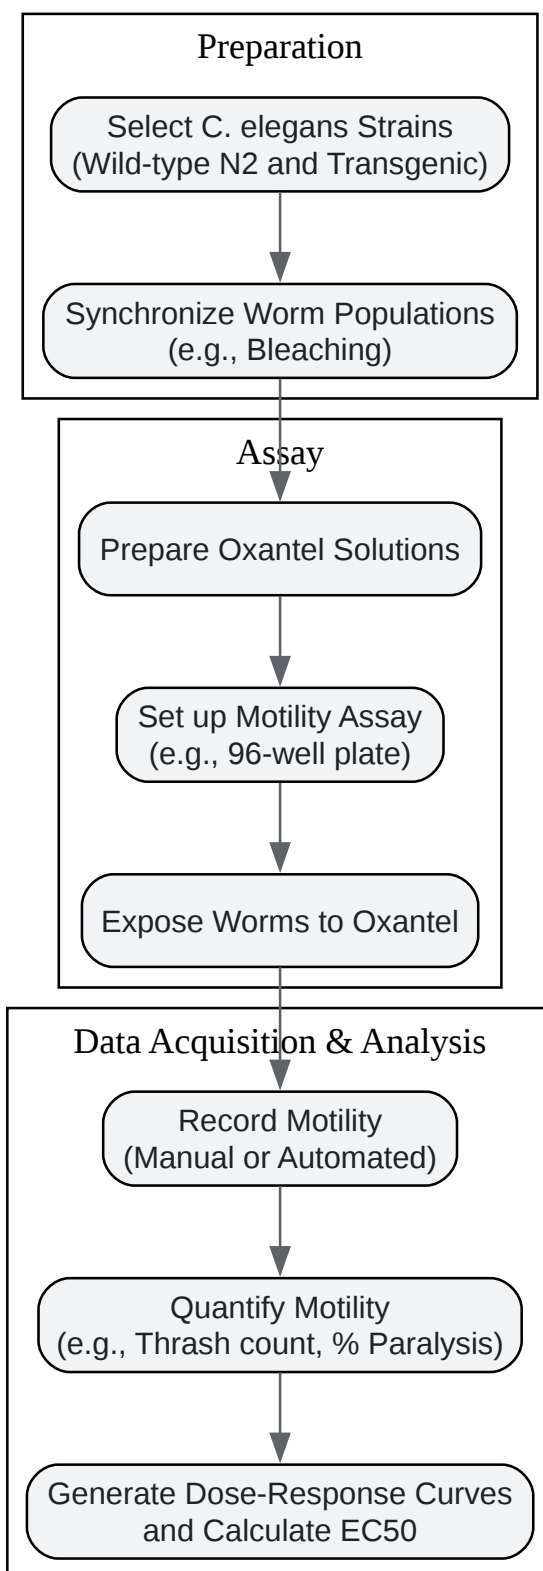 Preparation
Select C. elegans Strains
(Wild-type N2 and Transgenic)
Synchronize Worm Populations
(e.g., Bleaching)
Assay
Prepare Oxantel Solutions
Set up Motility Assay
(e.g., 96-well plate)
Expose Worms to Oxantel
Data Acquisition & Analysis
Record Motility
(Manual or Automated)
Quantify Motility
(e.g., Thrash count, % Paralysis)
Generate Dose-Response Curves
and Calculate EC50